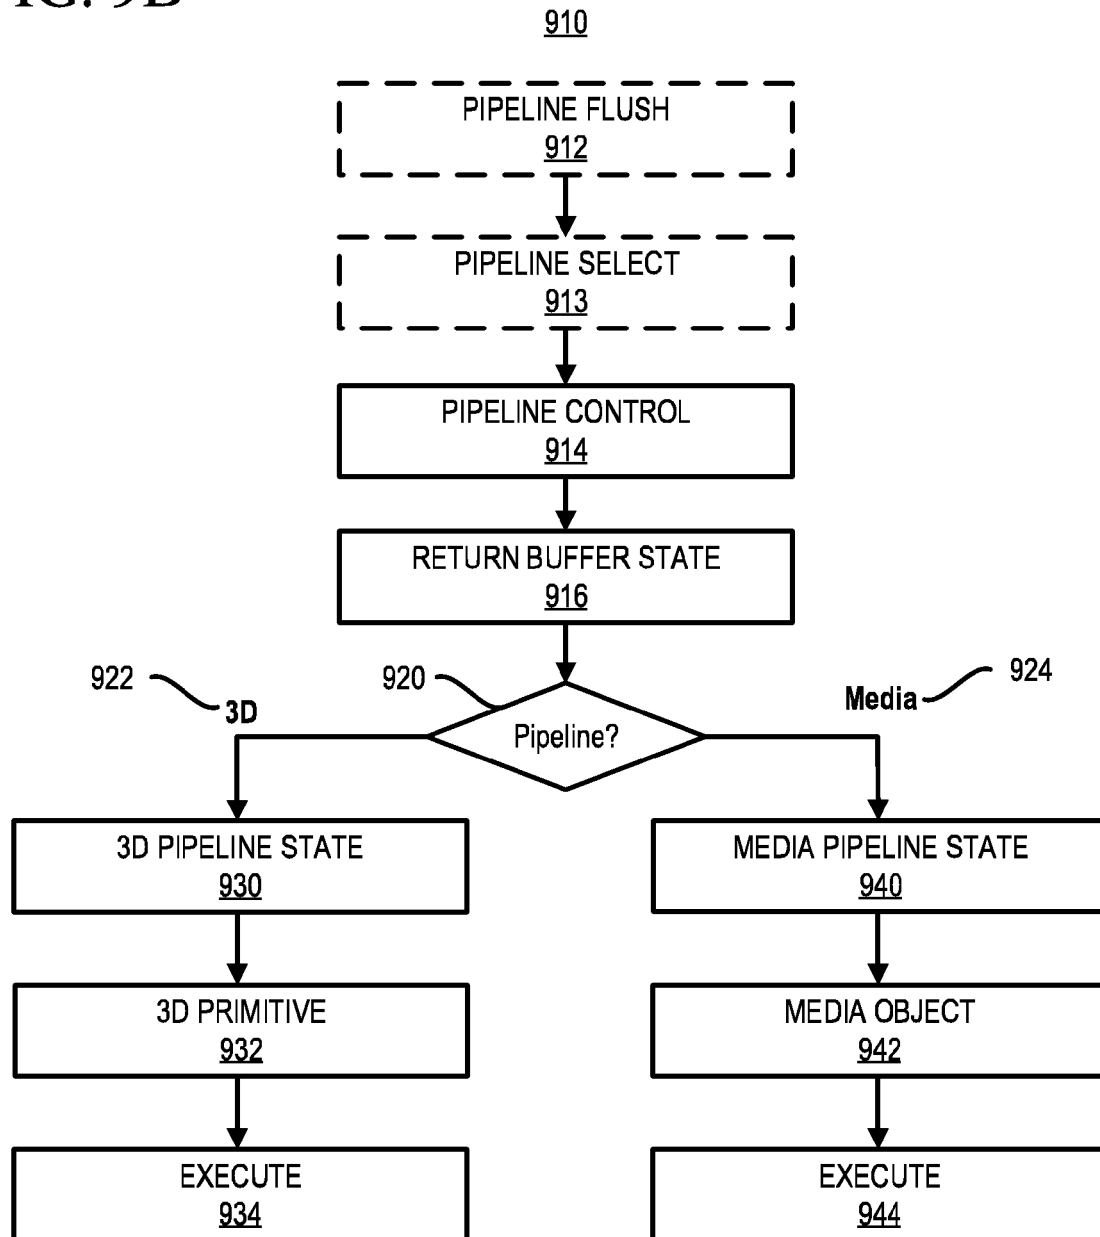 IG. 9B
910
PIPELINE FLUSH
912
PIPELINE SELECT
913
PIPELINE CONTROL
914
RETURN BUFFER STATE
916
922
3D
920
Pipeline?
Media
924
3D PIPELINE STATE
930
MEDIA PIPELINE STATE
940
3D PRIMITIVE
932
MEDIA OBJECT
942
EXECUTE
934
EXECUTE
944